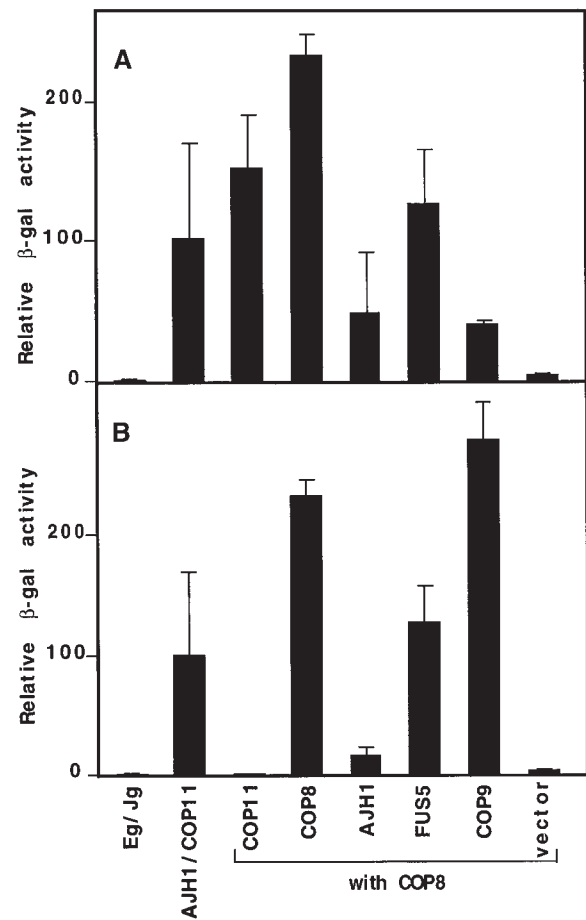 A
200
100
0
Relative β-gal activity
B
200
100
0
Relative β-gal activity
Eg/ Jg
AJH1 / COP11
COP11
COP8
AJH1
FUS5
COP9
vector
with COP8